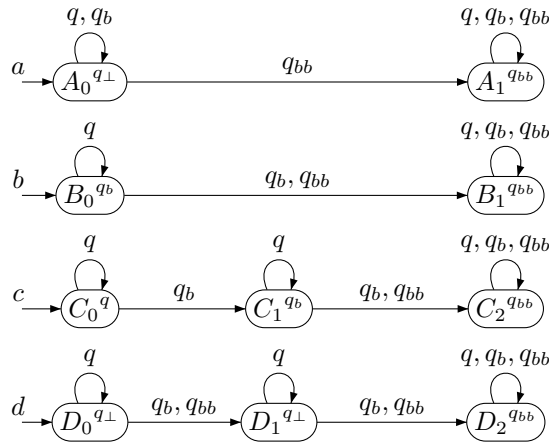 q, q_b q, q_b, q_bb
a A_0^{q_⊥} q_bb A_1^{q_bb}
q q, q_b, q_bb
b B_0^{q_b} q_b, q_bb B_1^{q_bb}
q q q, q_b, q_bb
c C_0^q q_b C_1^{q_b} q_b, q_bb C_2^{q_bb}
q q q, q_b, q_bb
d D_0^{q_⊥} q_b, q_bb D_1^{q_⊥} q_b, q_bb D_2^{q_bb}